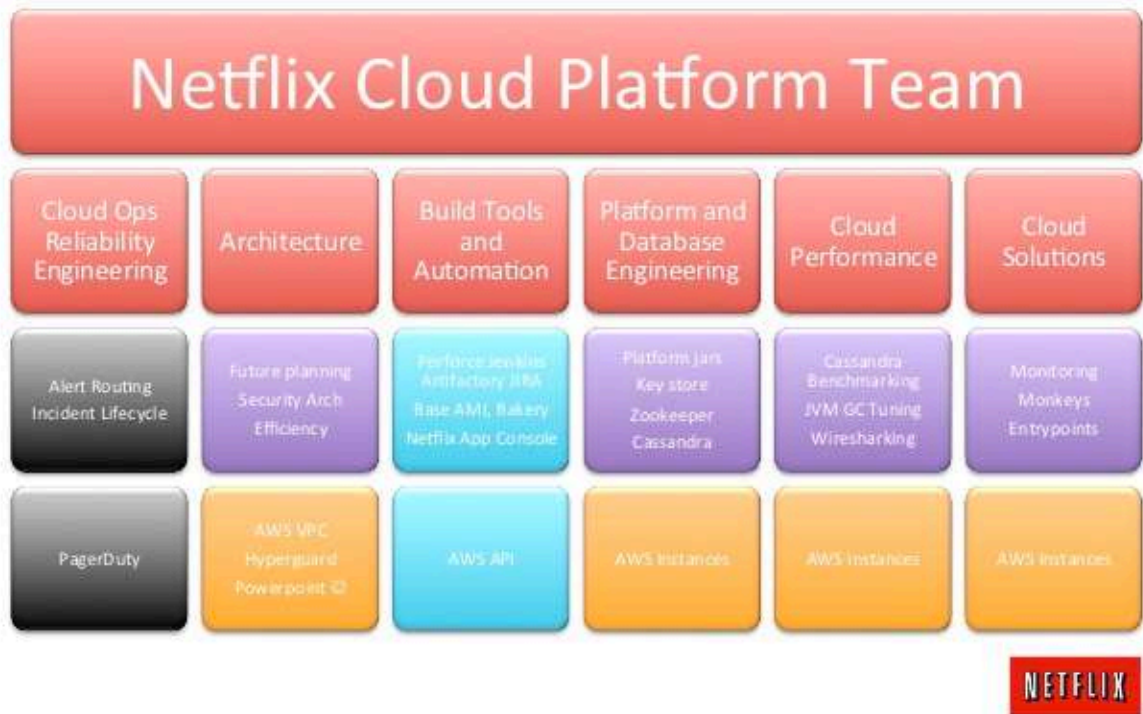 Netflix Cloud Platform Team
Cloud Ops
Reliability
Engineering
Architecture
Build Tools
and
Automation
Platform and
Database
Engineering
Cloud
Performance
Cloud
Solutions
Alert Routing
Incident Lifecycle
Future planning
Security Arch
Efficiency
Perforce Jenkins
Artifactory JIRA
Base AMI, Bakery
Netflix App Console
Platform jars
Key store
Zookeeper
Cassandra
Cassandra
Benchmarking
JVM GC Tuning
Wiresharking
Monitoring
Monkeys
Entrypoints
PagerDuty
AWS VPC
Hyperguard
Powerpoint ☺
AWS API
AWS Instances
AWS Instances
AWS Instances
NETFLIX